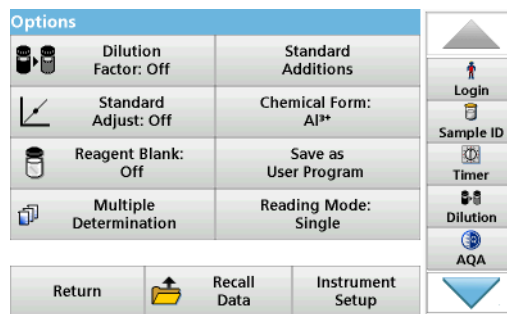 Options
Dilution
Factor: Off
Standard
Additions
Standard
Adjust: Off
Chemical Form:
Al³⁺
Reagent Blank:
Off
Save as
User Program
Multiple
Determination
Reading Mode:
Single
Return
Recall
Data
Instrument
Setup
Login
Sample ID
Timer
Dilution
AQA